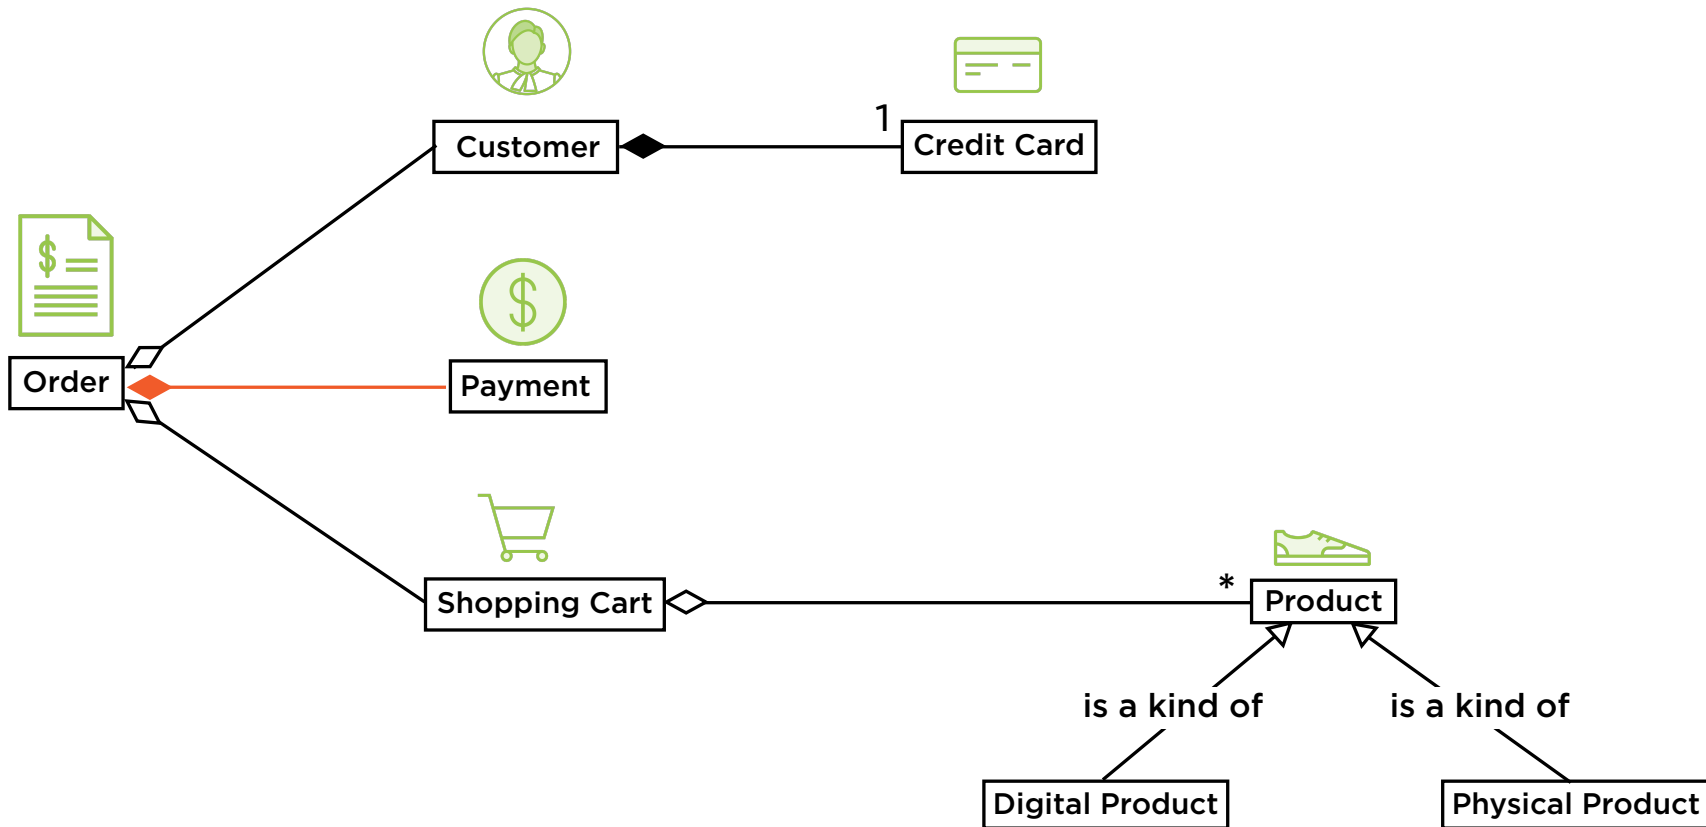 Customer
1
Credit Card
$
Order
$
Payment
Shopping Cart
*
Product
is a kind of
is a kind of
Digital Product
Physical Product